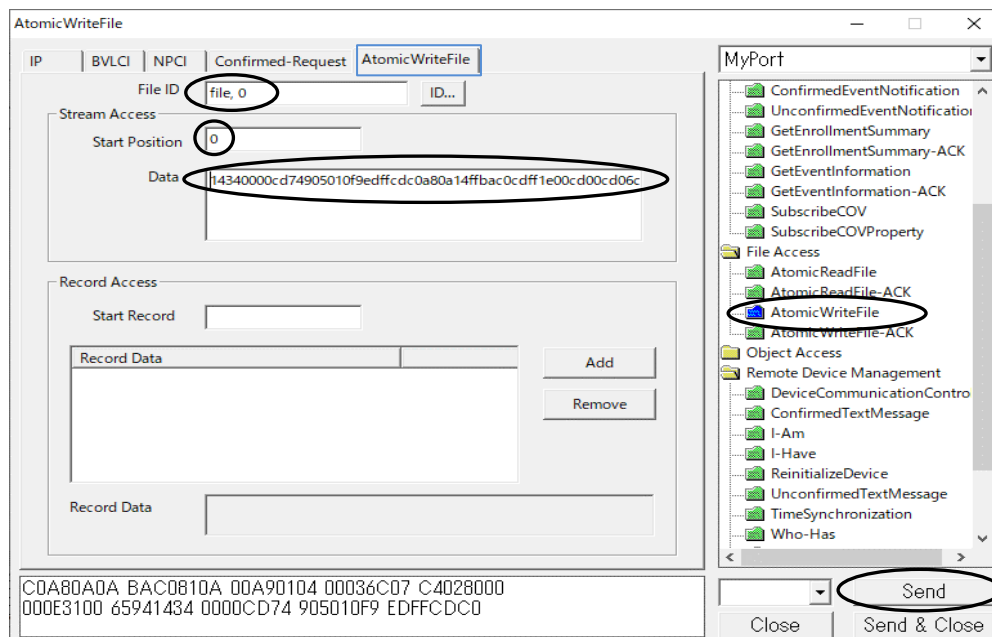 AtomicWriteFile
IP BVLCI NPCI Confirmed-Request AtomicWriteFile
File ID file, 0 ID...
Stream Access
Start Position 0
Data 14340000cd74905010f9edffcdc0a80a14ffbac0cdff1e00cd00cd06c
Record Access
Start Record
Record Data
Add
Remove
Record Data
C0A80A0A BAC0810A 00A90104 00036C07 C4028000
000E3100 65941434 0000CD74 905010F9 EDFFCDC0
MyPort
ConfirmedEventNotification
UnconfirmedEventNotification
GetEnrollmentSummary
GetEnrollmentSummary-ACK
GetEventInformation
GetEventInformation-ACK
SubscribeCOV
SubscribeCOVProperty
File Access
AtomicReadFile
AtomicReadFile-ACK
AtomicWriteFile
AtomicWriteFile-ACK
Object Access
Remote Device Management
DeviceCommunicationContro
ConfirmedTextMessage
I-Am
I-Have
ReinitializeDevice
UnconfirmedTextMessage
TimeSynchronization
Who-Has
Send
Close Send & Close